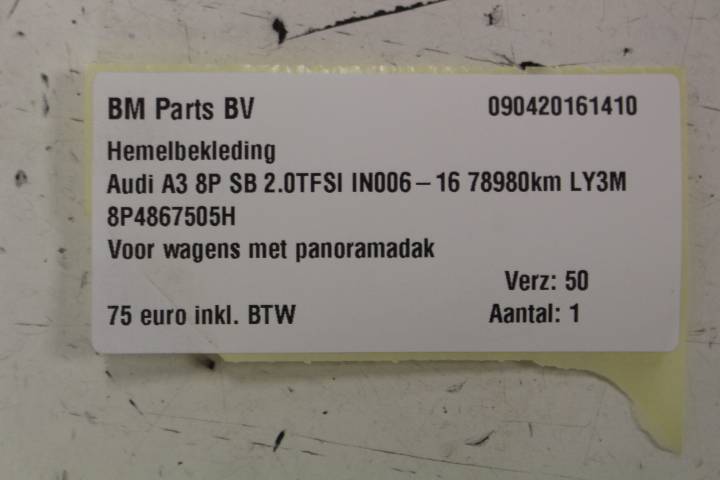 BM Parts BV 090420161410
Hemelbekleding
Audi A3 8P SB 2.0TFSI IN006 – 16 78980km LY3M
8P4867505H
Voor wagens met panoramadak
Verz: 50
75 euro inkl. BTW Aantal: 1